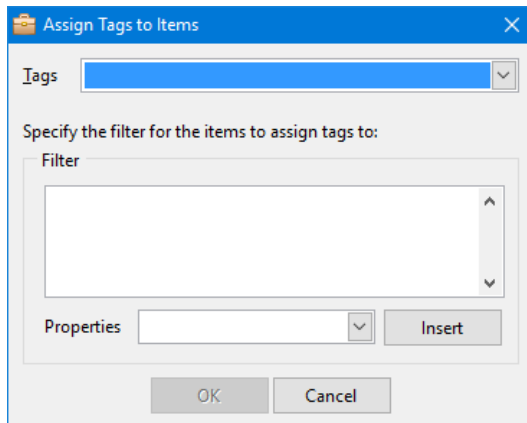 Assign Tags to Items
Tags
Specify the filter for the items to assign tags to:
Filter
Properties Insert
OK Cancel